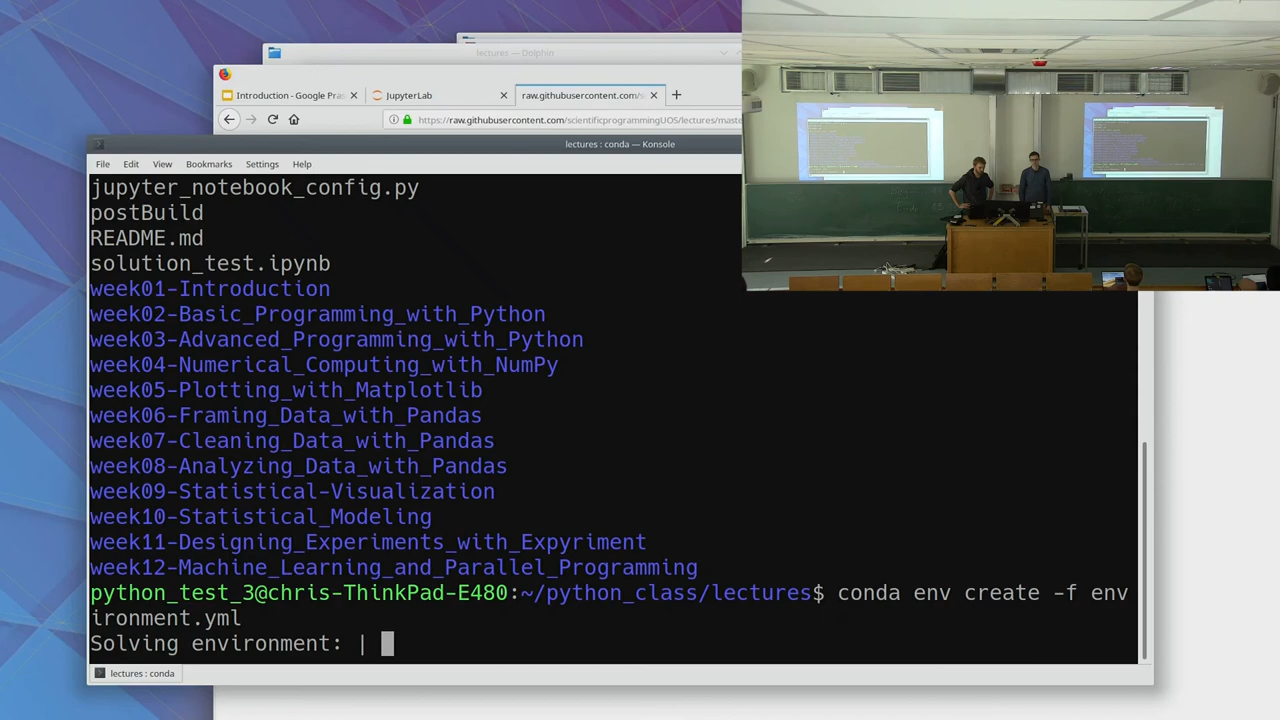 lectures — Dolphin
Introduction - Google Pras
JupyterLab
raw.githubusercontent.com/s
https://raw.githubusercontent.com/scientificprogrammingUOS/lectures/maste
lectures : conda — Konsole
File Edit View Bookmarks Settings Help
jupyter_notebook_config.py
postBuild
README.md
solution_test.ipynb
week01-Introduction
week02-Basic_Programming_with_Python
week03-Advanced_Programming_with_Python
week04-Numerical_Computing_with_NumPy
week05-Plotting_with_Matplotlib
week06-Framing_Data_with_Pandas
week07-Cleaning_Data_with_Pandas
week08-Analyzing_Data_with_Pandas
week09-Statistical-Visualization
week10-Statistical_Modeling
week11-Designing_Experiments_with_Expyriment
week12-Machine_Learning_and_Parallel_Programming
python_test_3@chris-ThinkPad-E480:~/python_class/lectures$ conda env create -f env
ironment.yml
Solving environment: |
lectures : conda